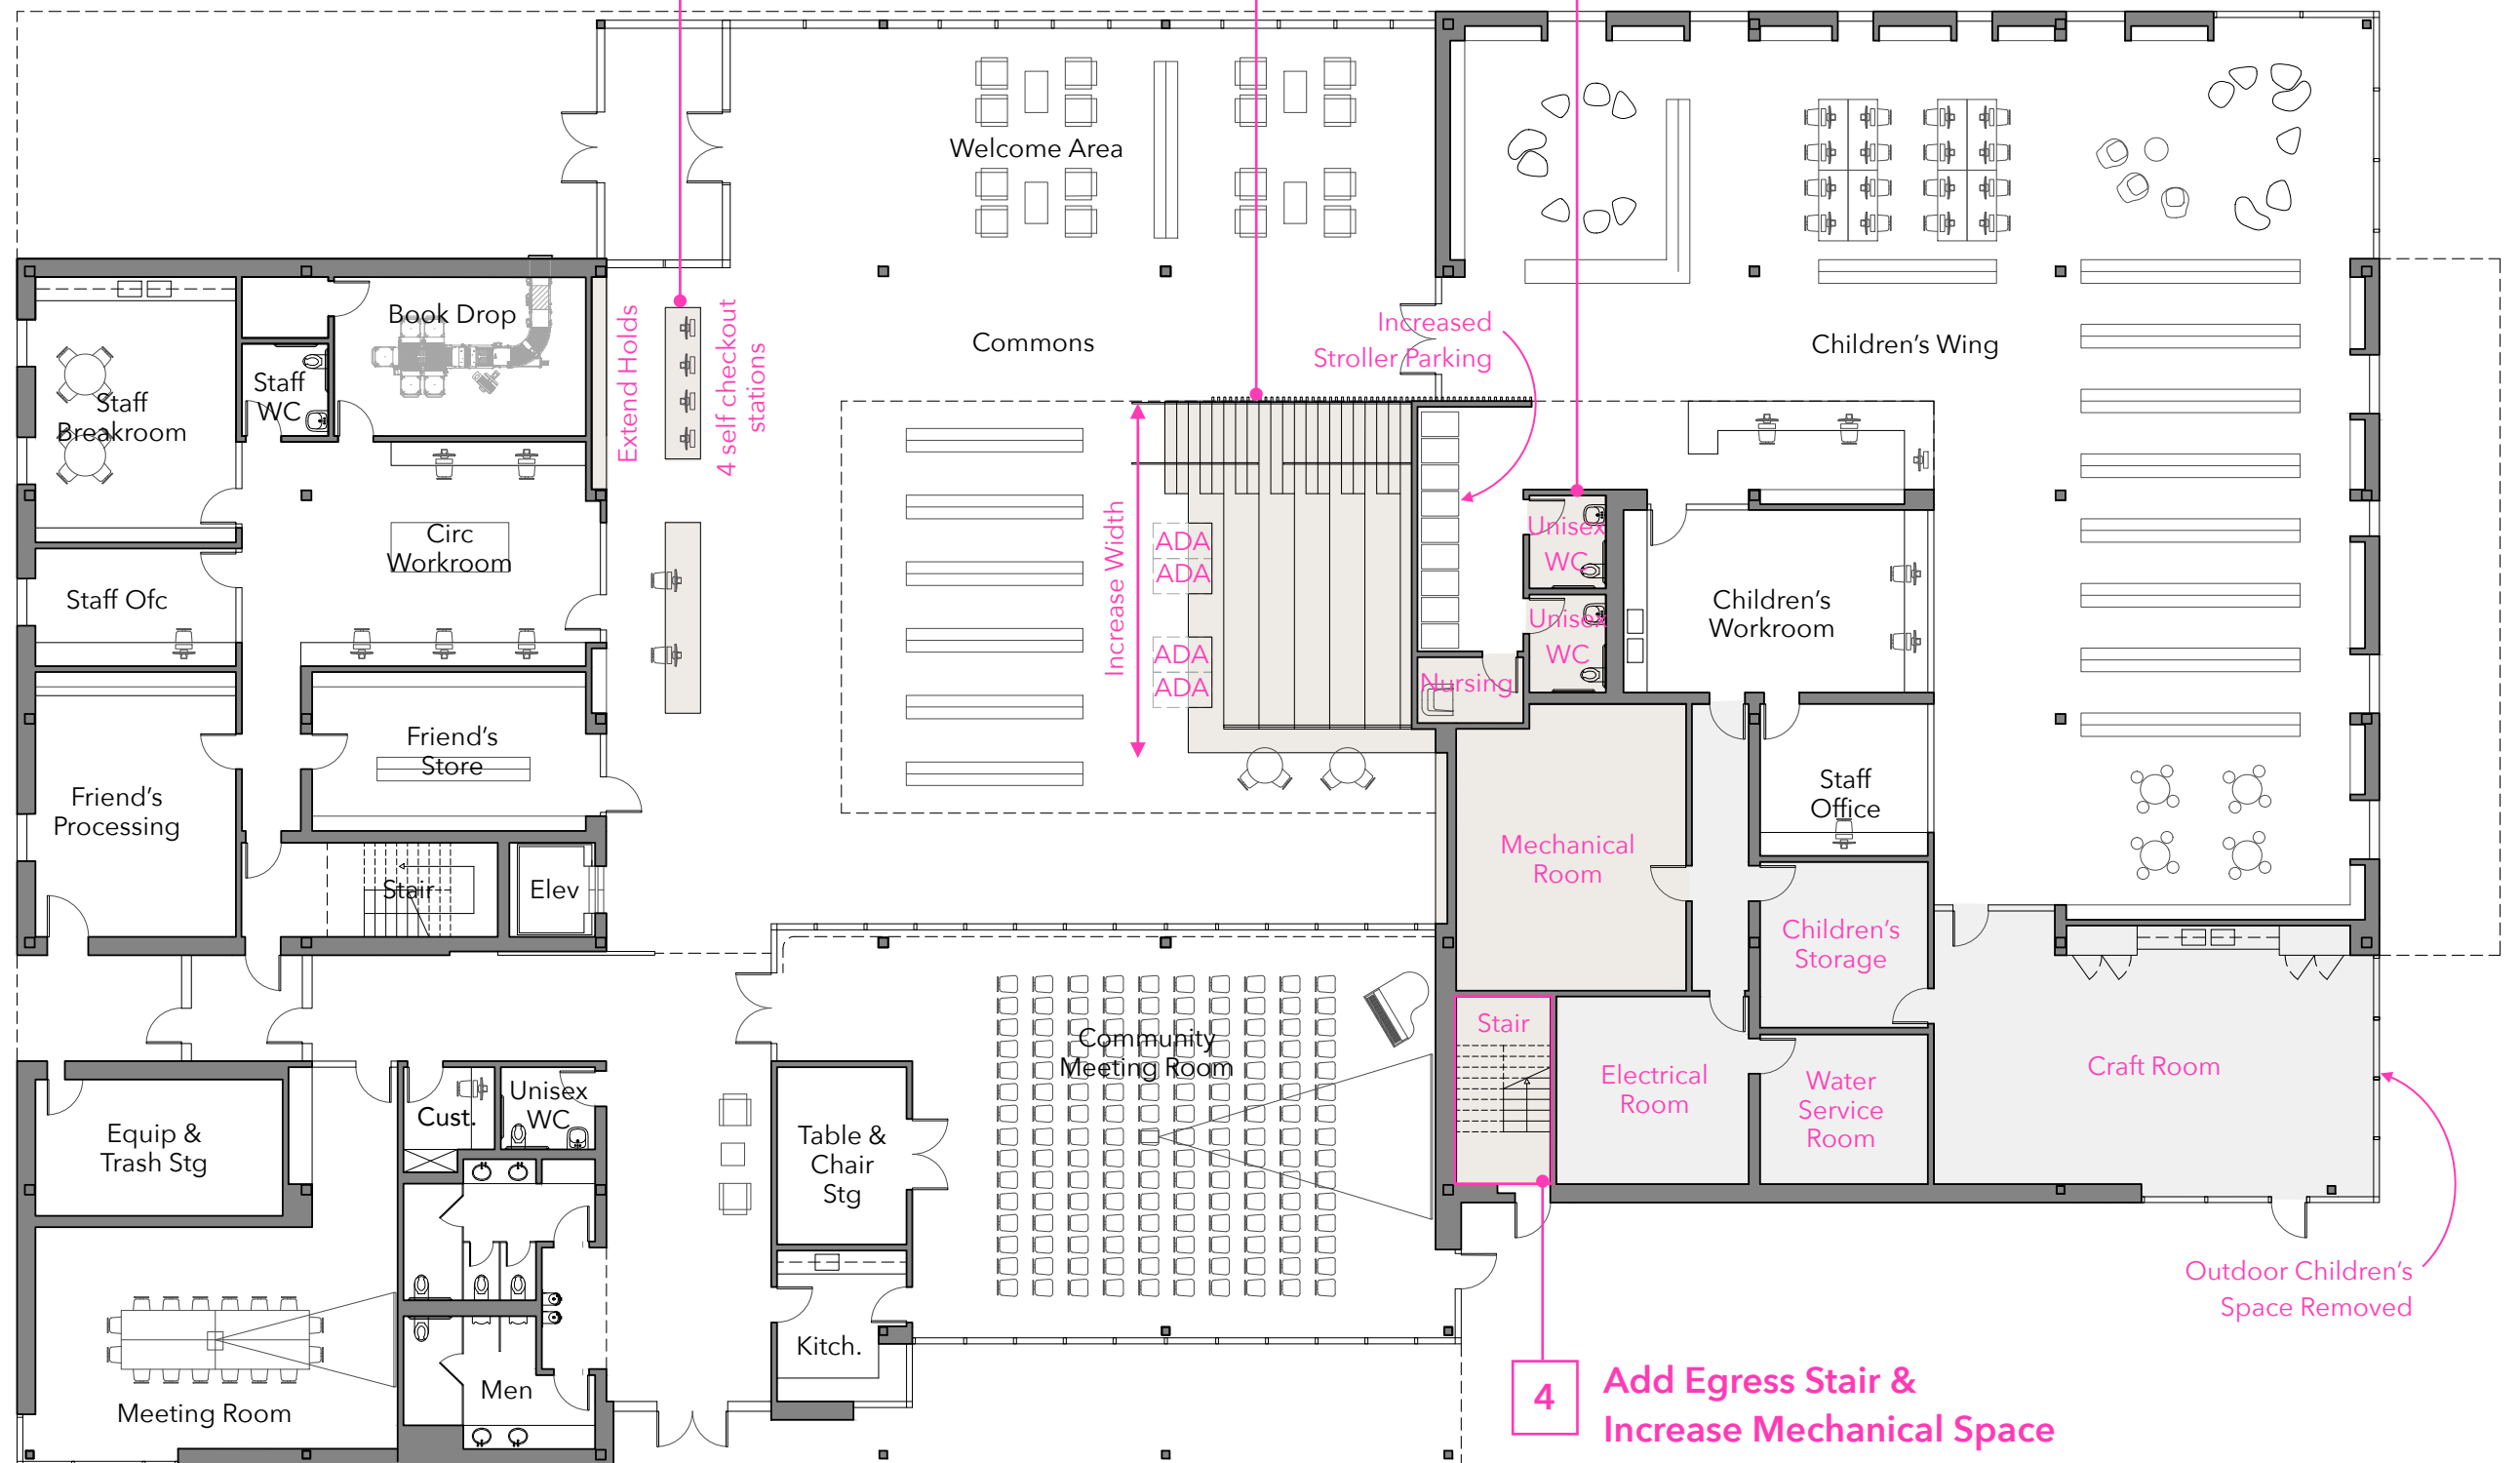 Welcome Area
Book Drop
Extend Holds
4 self checkout
stations
Commons
Increased
Stroller Parking
Children's Wing
Staff
WC
Staff
Breakroom
Circ
Workroom
Increase Width
ADA
ADA
Unisex
WC
Staff Ofc
Children's
Workroom
Unisex
WC
ADA
ADA
Nursing
Friend's
Store
Friend's
Processing
Staff
Office
Mechanical
Room
Stair
Elev
Children's
Storage
Stair
Community
Meeting Room
Craft Room
Electrical
Room
Water
Service
Room
Unisex
WC
Cust.
Equip &
Trash Stg
Table &
Chair
Stg
Outdoor Children's
Space Removed
Kitch.
Men
Meeting Room
4
Add Egress Stair &
Increase Mechanical Space